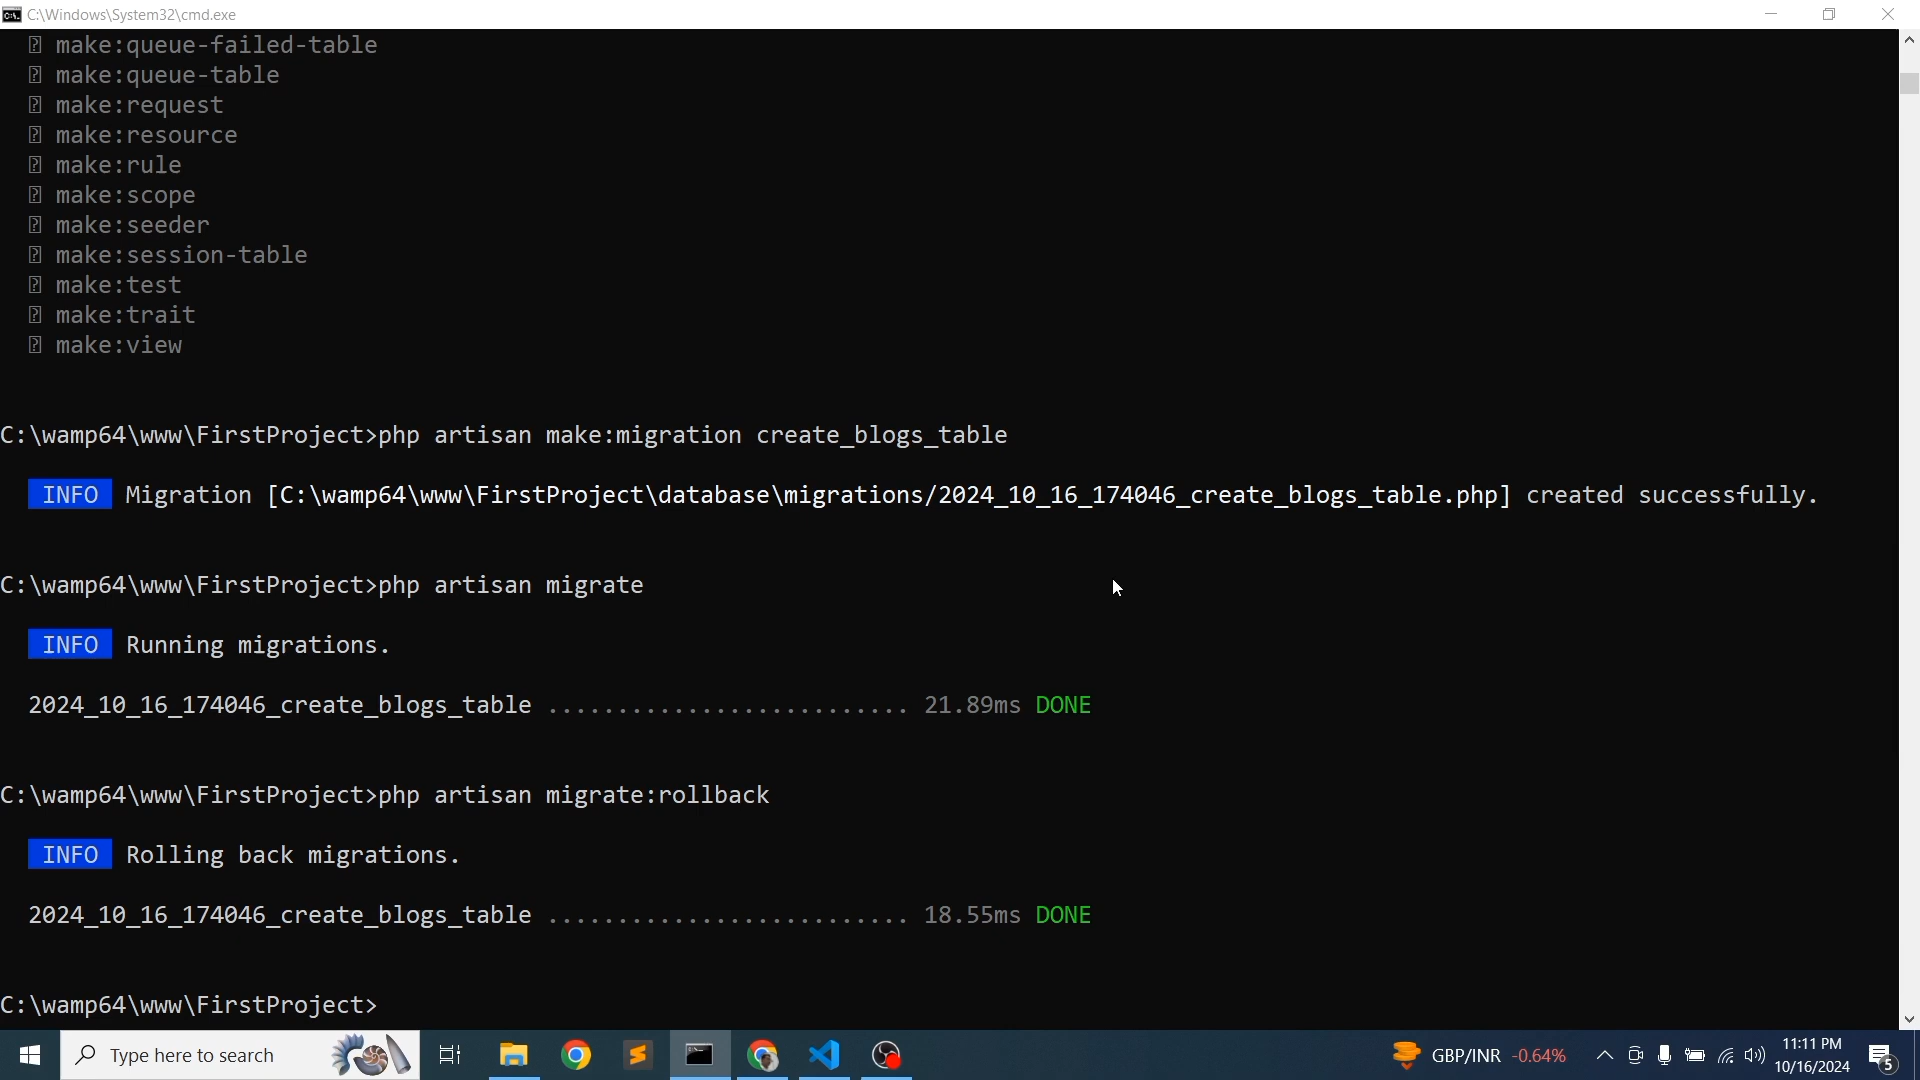 C:\Windows\System32\cmd.exe
make:queue-failed-table
make:queue-table
make:request
make:resource
make:rule
make:scope
make:seeder
make:session-table
make:test
make:trait
make:view
C:\wamp64\www\FirstProject>php artisan make:migration create_blogs_table
INFO Migration [C:\wamp64\www\FirstProject\database\migrations/2024_10_16_174046_create_blogs_table.php] created successfully.
C:\wamp64\www\FirstProject>php artisan migrate
INFO Running migrations.
2024_10_16_174046_create_blogs_table .......................... 21.89ms DONE
C:\wamp64\www\FirstProject>php artisan migrate:rollback
INFO Rolling back migrations.
2024_10_16_174046_create_blogs_table .......................... 18.55ms DONE
C:\wamp64\www\FirstProject>
Type here to search
GBP/INR -0.64%
11:11 PM
10/16/2024
5